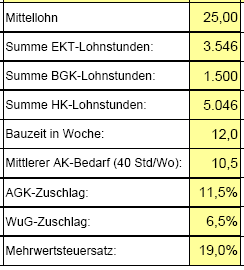 Mittellohn 25,00
Summe EKT-Lohnstunden: 3.546
Summe BGK-Lohnstunden: 1.500
Summe HK-Lohnstunden: 5.046
Bauzeit in Woche: 12,0
Mittlerer AK-Bedarf (40 Std/Wo): 10,5
AGK-Zuschlag: 11,5%
WuG-Zuschlag: 6,5%
Mehrwertsteuersatz: 19,0%